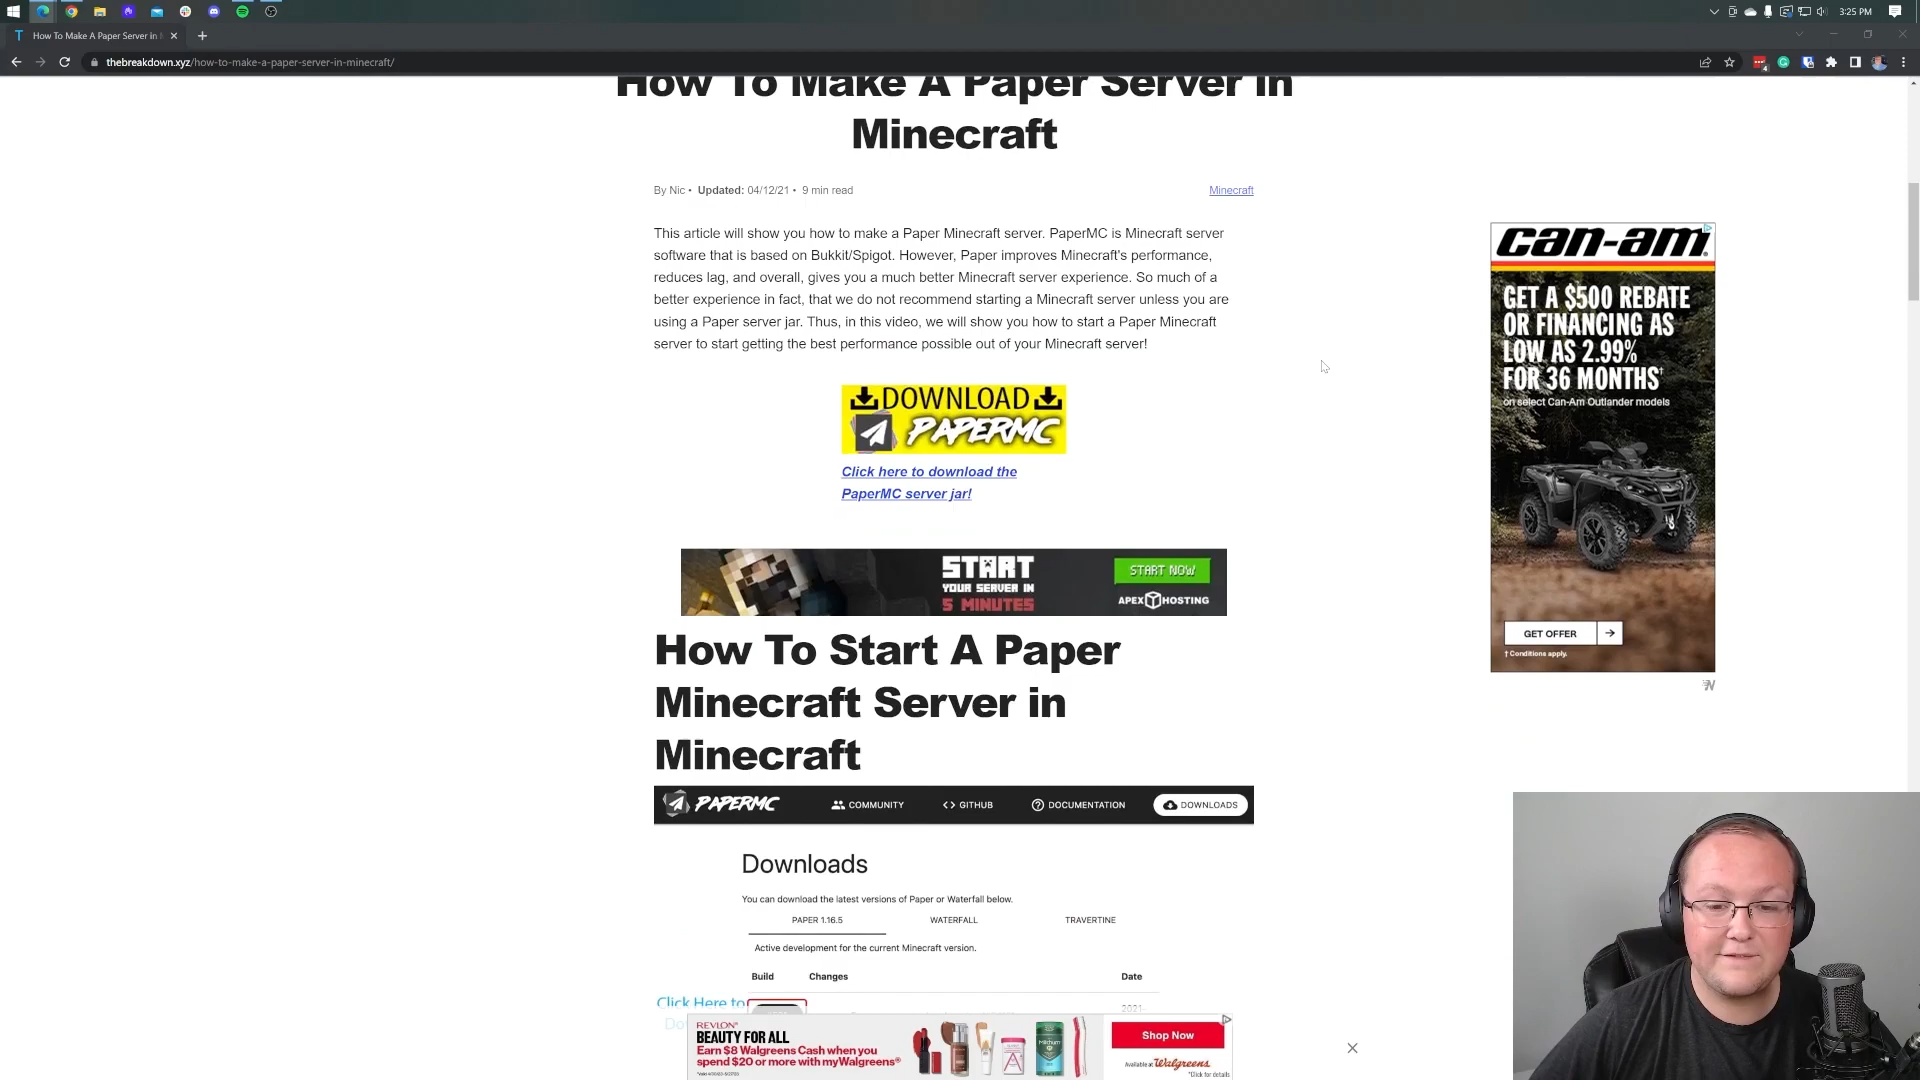 3:25 PM
How To Make A Paper Server in
thebreakdown.xyz/how-to-make-a-paper-server-in-minecraft/
How To Make A Paper Server in
Minecraft
By Nic • Updated: 04/12/21 • 9 min read
Minecraft
This article will show you how to make a Paper Minecraft server. PaperMC is Minecraft server
software that is based on Bukkit/Spigot. However, Paper improves Minecraft's performance,
reduces lag, and overall, gives you a much better Minecraft server experience. So much of a
better experience in fact, that we do not recommend starting a Minecraft server unless you are
using a Paper server jar. Thus, in this video, we will show you how to start a Paper Minecraft
server to start getting the best performance possible out of your Minecraft server!
can-am
GET A $500 REBATE
OR FINANCING AS
LOW AS 2.99%
FOR 36 MONTHS†
on select Can-Am Outlander models
GET OFFER
† Conditions apply.
DOWNLOAD
PAPERMC
Click here to download the
PaperMC server jar!
START
YOUR SERVER IN
5 MINUTES
START NOW
APEX HOSTING
How To Start A Paper
Minecraft Server in
Minecraft
PAPERMC
COMMUNITY
GITHUB
DOCUMENTATION
DOWNLOADS
Downloads
You can download the latest versions of Paper or Waterfall below.
PAPER 1.16.5
WATERFALL
TRAVERTINE
Active development for the current Minecraft version.
Build
Changes
Date
2021-
Click Here to
REVLON
BEAUTY FOR ALL
Earn $8 Walgreens Cash when you
spend $20 or more with myWalgreens®
Shop Now
Available at Walgreens
*Click for details